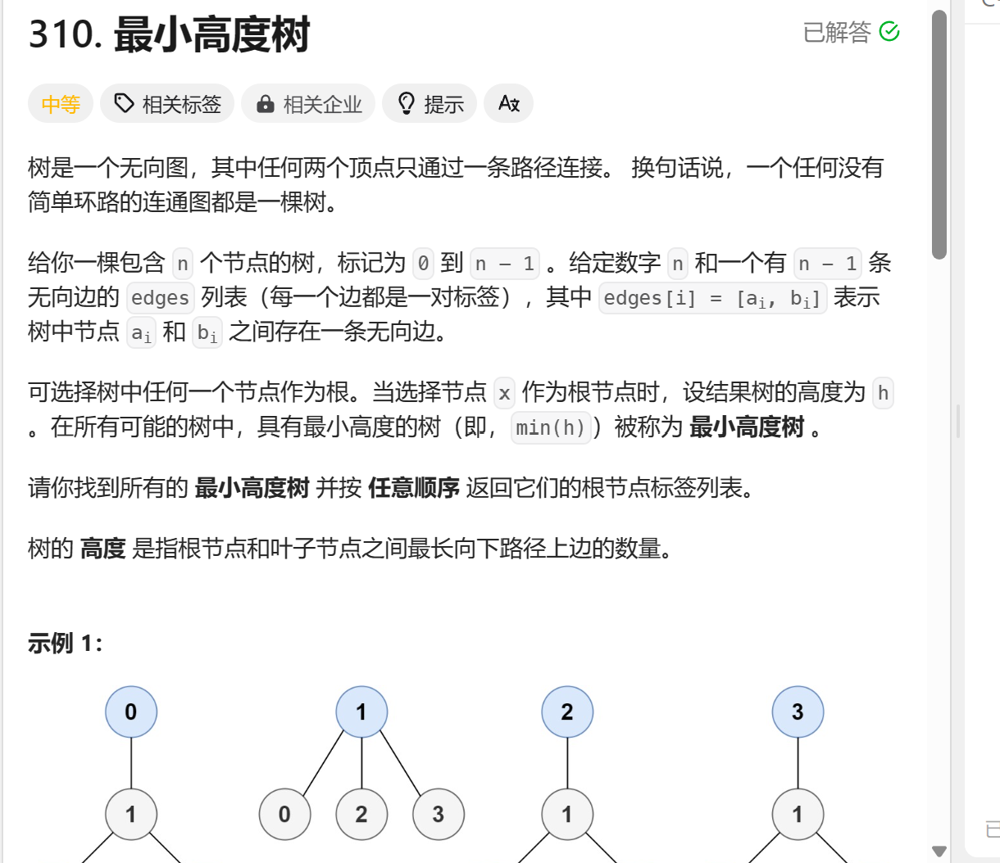 310. 最小高度树
已解答
中等 相关标签 相关企业 提示
树是一个无向图，其中任何两个顶点只通过一条路径连接。 换句话说，一个任何没有
简单环路的连通图都是一棵树。
给你一棵包含 n 个节点的树，标记为 0 到 n - 1 。给定数字 n 和一个有 n - 1 条
无向边的 edges 列表（每一个边都是一对标签），其中 edges[i] = [ai, bi] 表示
树中节点 ai 和 bi 之间存在一条无向边。
可选择树中任何一个节点作为根。当选择节点 x 作为根节点时，设结果树的高度为 h
。在所有可能的树中，具有最小高度的树（即，min(h)）被称为 最小高度树 。
请你找到所有的 最小高度树 并按 任意顺序 返回它们的根节点标签列表。
树的 高度 是指根节点和叶子节点之间最长向下路径上边的数量。
示例 1：
0 1 2 3
1 0 2 3 1 1